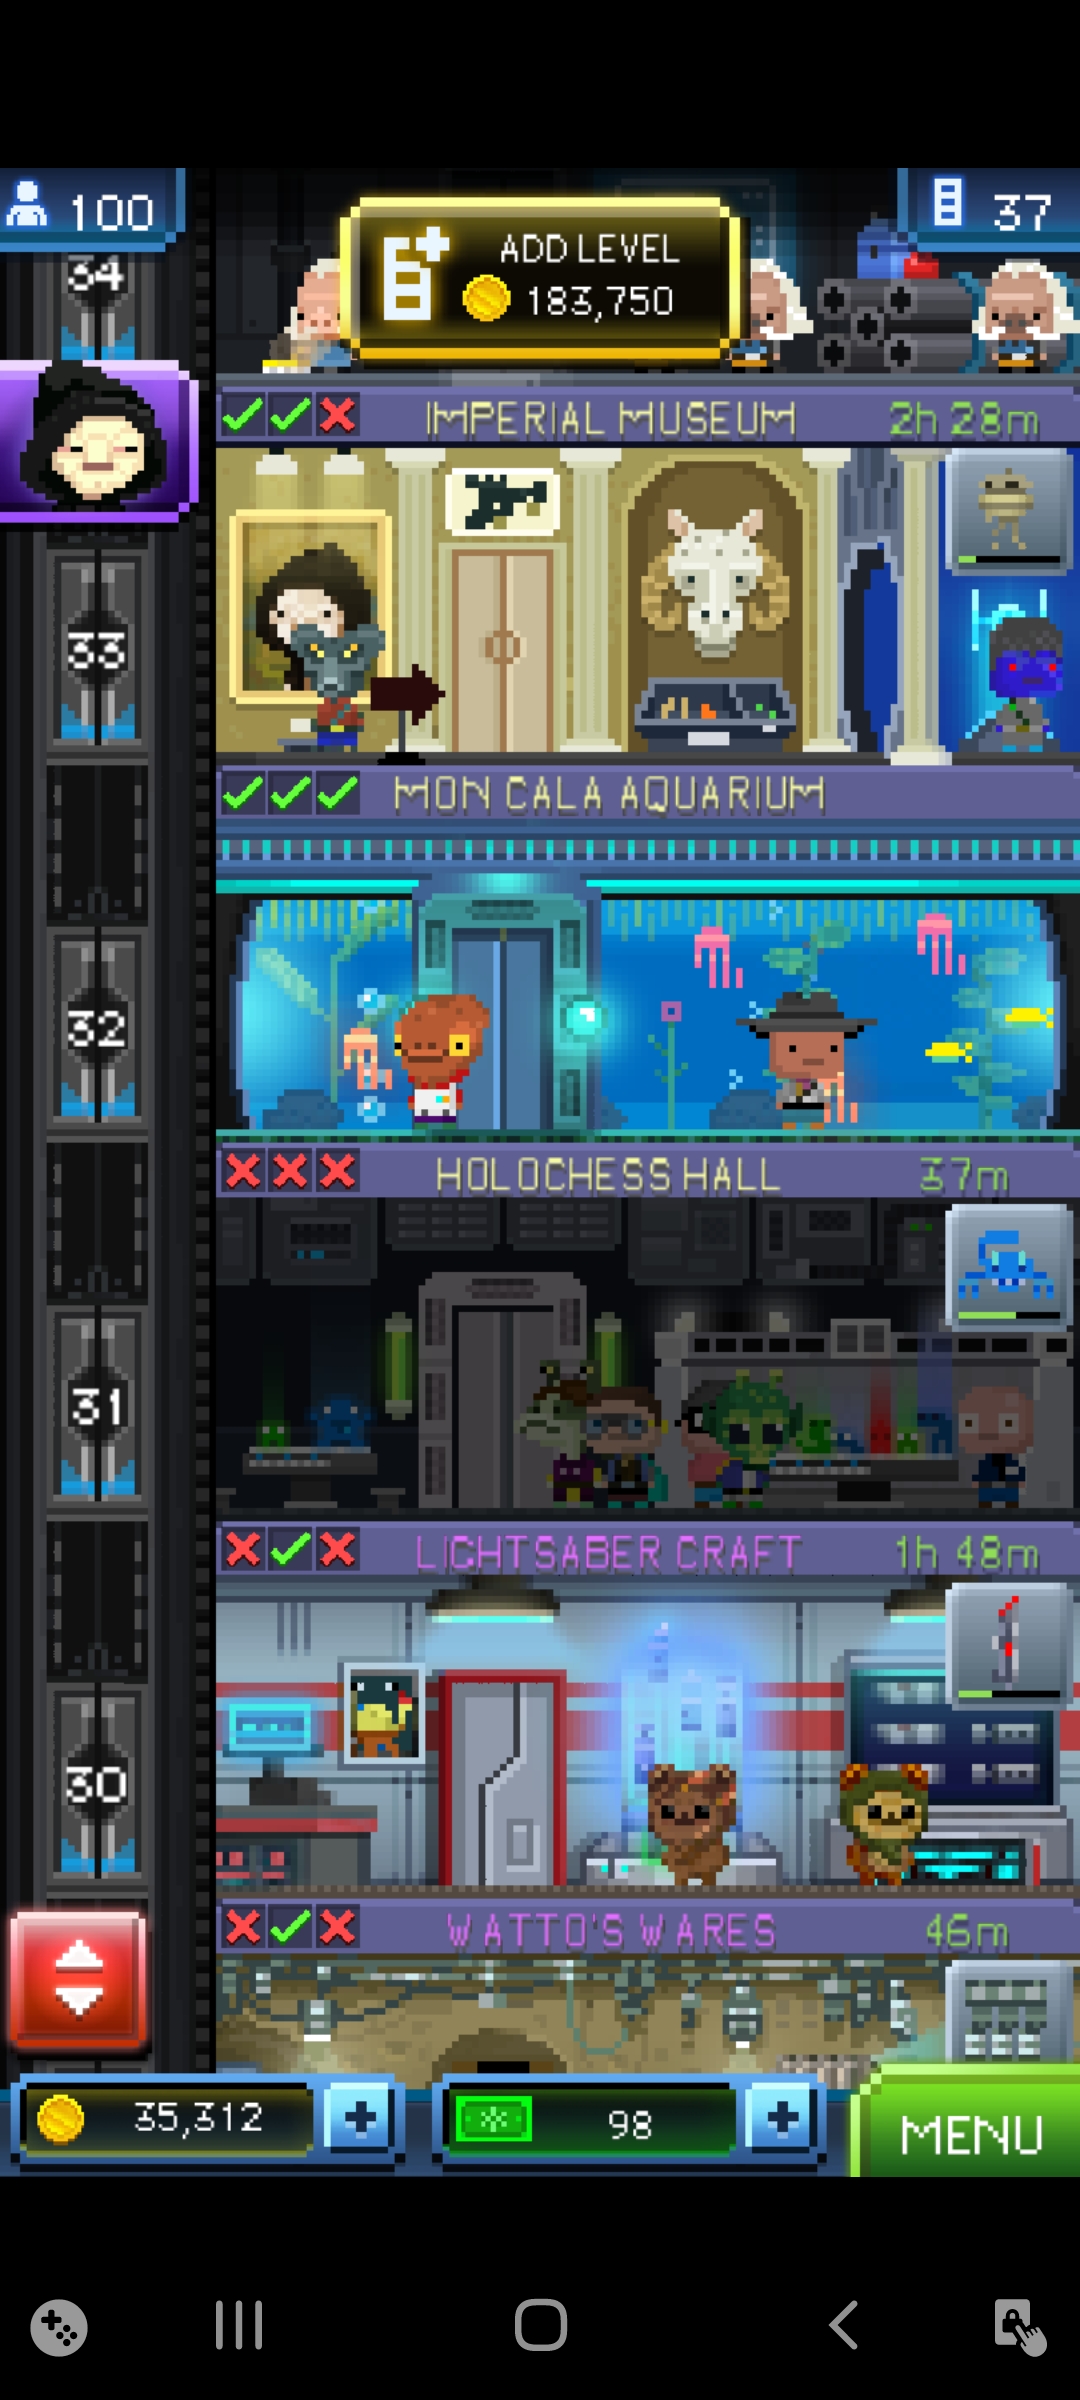 100
37
34
ADD LEVEL
183,750
IMPERIAL MUSEUM 2h 28m
33
MON CALA AQUARIUM
32
HOLOCHESS HALL 37m
31
LIGHTSABER CRAFT 1h 48m
30
WATTO'S WARES 46m
35,312
98
MENU